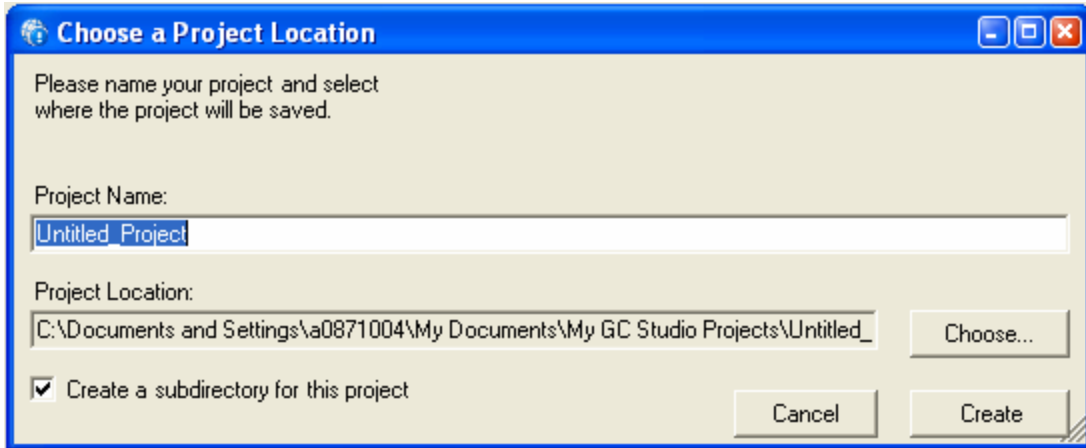 Choose a Project Location
Please name your project and select
where the project will be saved.
Project Name:
Untitled_Project
Project Location:
C:\Documents and Settings\a0871004\My Documents\My GC Studio Projects\Untitled_
Choose...
Create a subdirectory for this project
Cancel
Create